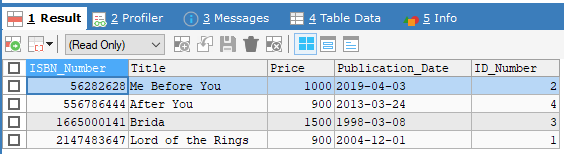 1 Result 2 Profiler 3 Messages 4 Table Data 5 Info
(Read Only)
ISBN_Number Title Price Publication_Date ID_Number
56282628 Me Before You 1000 2019-04-03 2
556786444 After You 900 2013-03-24 4
1665000141 Brida 1500 1998-03-08 3
2147483647 Lord of the Rings 900 2004-12-01 1